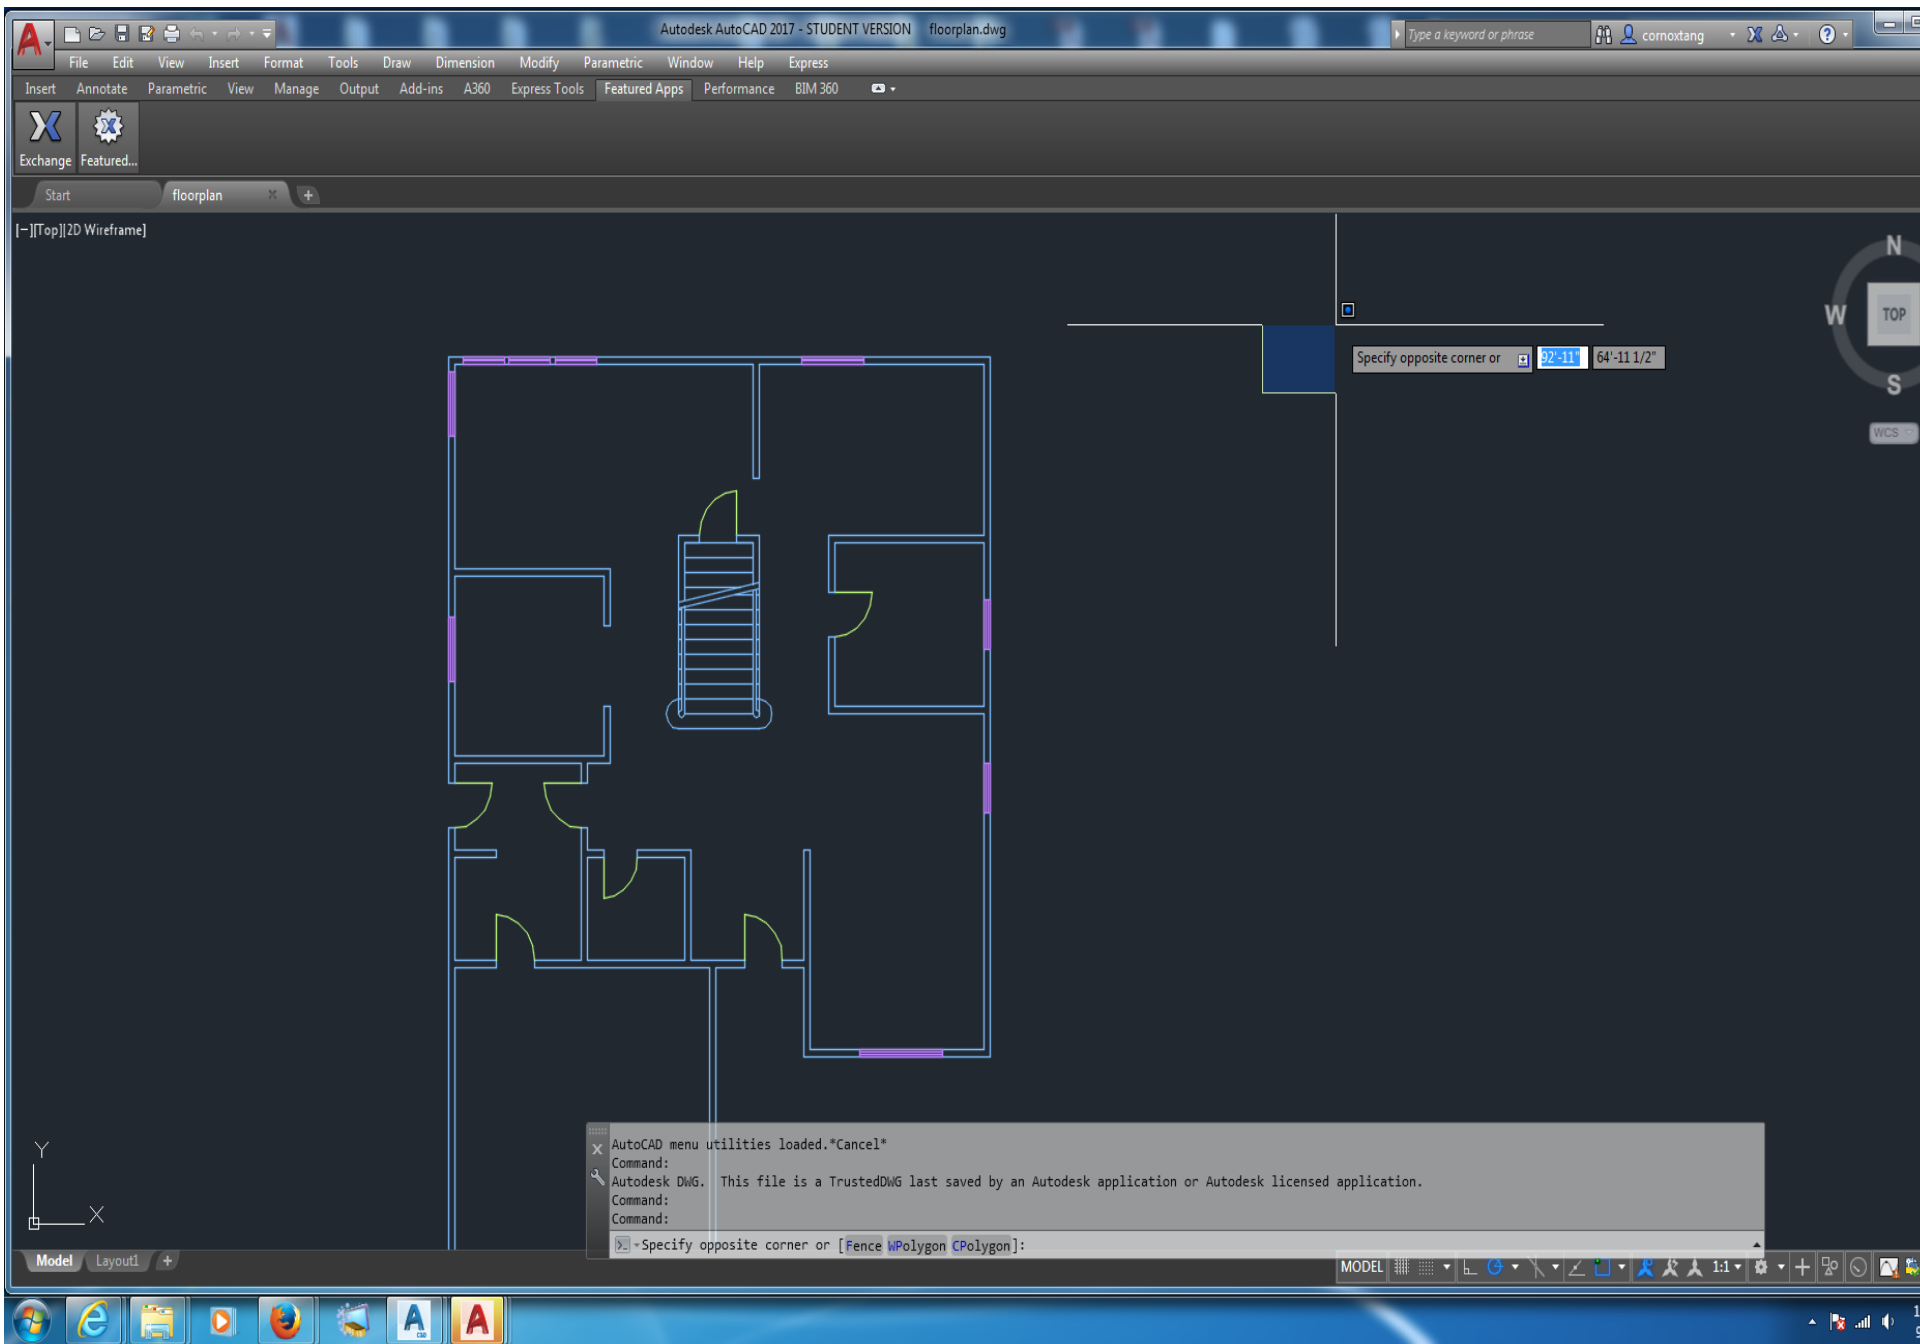 Autodesk AutoCAD 2017 - STUDENT VERSION floorplan.dwg
Type a keyword or phrase
cornoxtang
File Edit View Insert Format Tools Draw Dimension Modify Parametric Window Help Express
Insert Annotate Parametric View Manage Output Add-ins A360 Express Tools Featured Apps Performance BIM 360
Exchange Featured...
Start floorplan
[−][Top][2D Wireframe]
N
W TOP
S
WCS
Specify opposite corner or 92'-11" 64'-11 1/2"
AutoCAD menu utilities loaded.*Cancel*
Command:
Autodesk DWG. This file is a TrustedDWG last saved by an Autodesk application or Autodesk licensed application.
Command:
Command:
Specify opposite corner or [Fence WPolygon CPolygon]:
Y
X
Model Layout1
MODEL 1:1